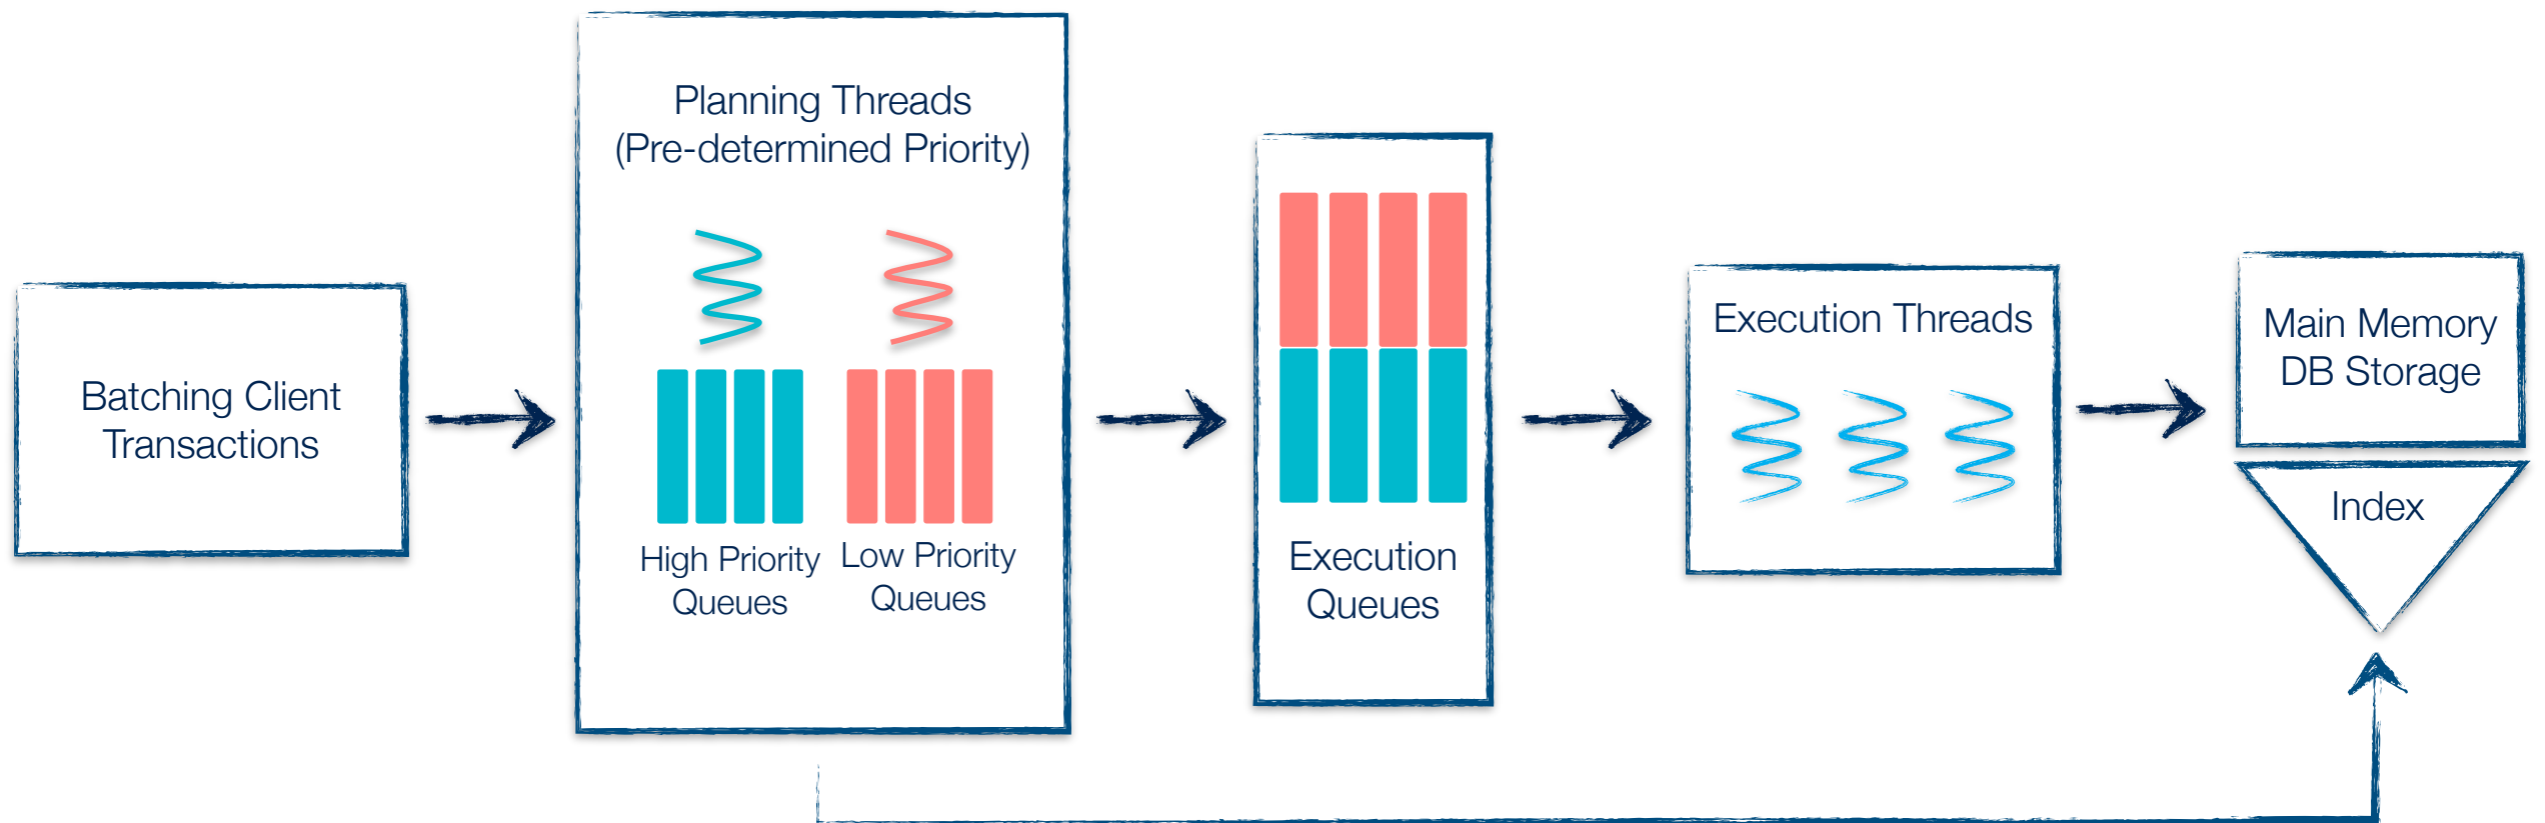 Batching Client
Transactions
Planning Threads
(Pre-determined Priority)
High Priority
Queues
Low Priority
Queues
Execution
Queues
Execution Threads
Main Memory
DB Storage
Index